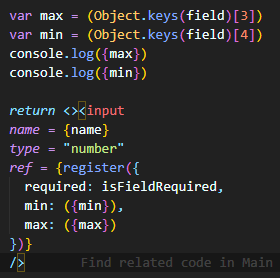 var max = (Object.keys(field)[3])
var min = (Object.keys(field)[4])
console.log({max})
console.log({min})
return <><input
name = {name}
type = "number"
ref = {register({
required: isFieldRequired,
min: ({min}),
max: ({max})
})}
/> Find related code in Main